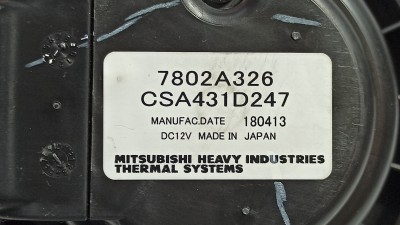 7802A326
CSA431D247
MANUFAC.DATE 180413
DC12V MADE IN JAPAN
MITSUBISHI HEAVY INDUSTRIES
THERMAL SYSTEMS